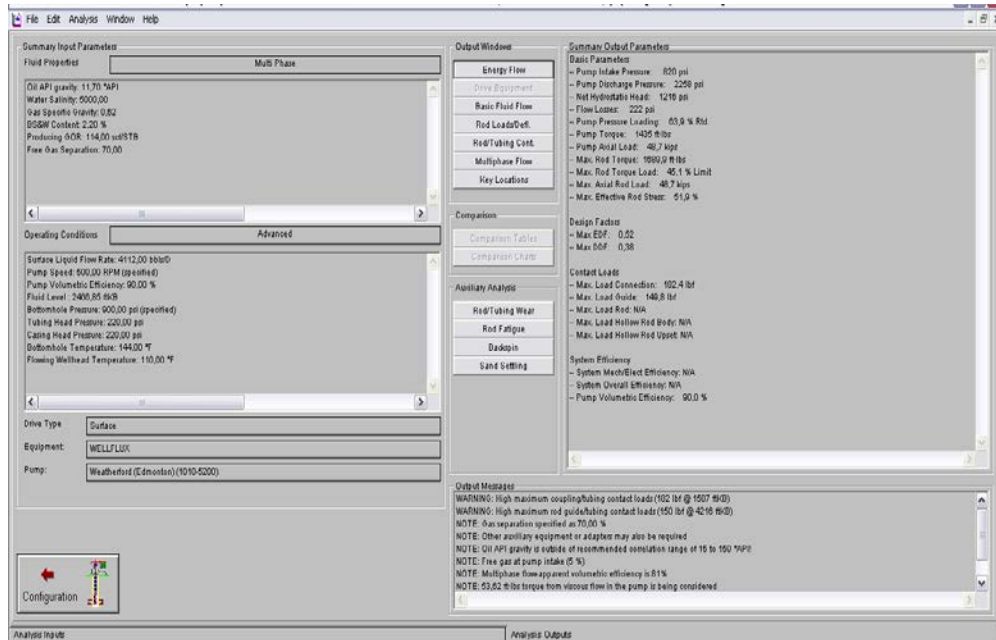 File Edit Analysis Window Help
Summary Input Parameters
Fluid Properties
Multi Phase
Oil API gravity: 11,70 °API
Water Salinity: 5000,00
Gas Specific Gravity: 0,62
BS&W Content: 2,20 %
Producing GOR: 114,00 scf/STB
Free Gas Separation: 70,00
Operating Conditions
Advanced
Surface Liquid Flow Rate: 4112,00 bbls/D
Pump Speed: 500,00 RPM (specified)
Pump Volumetric Efficiency: 90,00 %
Fluid Level: 2466,85 ftKB
Bottomhole Pressure: 900,00 psi (specified)
Tubing Head Pressure: 220,00 psi
Casing Head Pressure: 220,00 psi
Bottomhole Temperature: 144,00 °F
Flowing Wellhead Temperature: 110,00 °F
Drive Type
Surface
Equipment:
WELLFLUX
Pump:
Weatherford (Edmonton) (1010-5200)
Configuration
Analysis Inputs
Output Windows
Energy Flow
Drive Equipment
Basic Fluid Flow
Rod Loads/Defl.
Rod/Tubing Cont.
Multiphase Flow
Key Locations
Comparison
Comparison Tables
Comparison Charts
Auxiliary Analysis
Rod/Tubing Wear
Rod Fatigue
Backspin
Sand Settling
Summary Output Parameters
Basic Parameters
- Pump Intake Pressure: 820 psi
- Pump Discharge Pressure: 2258 psi
- Net Hydrostatic Head: 1216 psi
- Flow Losses: 222 psi
- Pump Pressure Loading: 63,9 % Rtd.
- Pump Torque: 1435 ft·lbs
- Pump Axial Load: 48,7 kips
- Max. Rod Torque: 1689,9 ft·lbs
- Max. Rod Torque Load: 45,1 % Limit
- Max. Axial Rod Load: 48,7 kips
- Max. Effective Rod Stress: 51,9 %
Design Factors
- Max EDF: 0,52
- Max DDF: 0,38
Contact Loads
- Max. Load Connection: 182,4 lbf
- Max. Load Guide: 149,8 lbf
- Max. Load Rod: N/A
- Max. Load Hollow Rod Body: N/A
- Max. Load Hollow Rod Upset: N/A
System Efficiency
- System Mech/Elect Efficiency: N/A
- System Overall Efficiency: N/A
- Pump Volumetric Efficiency: 90,0 %
Output Messages
WARNING: High maximum coupling/tubing contact loads (182 lbf @ 1587 ftKB)
WARNING: High maximum rod guide/tubing contact loads (150 lbf @ 4216 ftKB)
NOTE: Gas separation specified as 70,00 %
NOTE: Other auxiliary equipment or adapters may also be required
NOTE: Oil API gravity is outside of recommended correlation range of 15 to 150 °API!
NOTE: Free gas at pump intake (5 %)
NOTE: Multiphase flow apparent volumetric efficiency is 81%
NOTE: 53,62 ft·lbs torque from viscous flow in the pump is being considered
Analysis Outputs